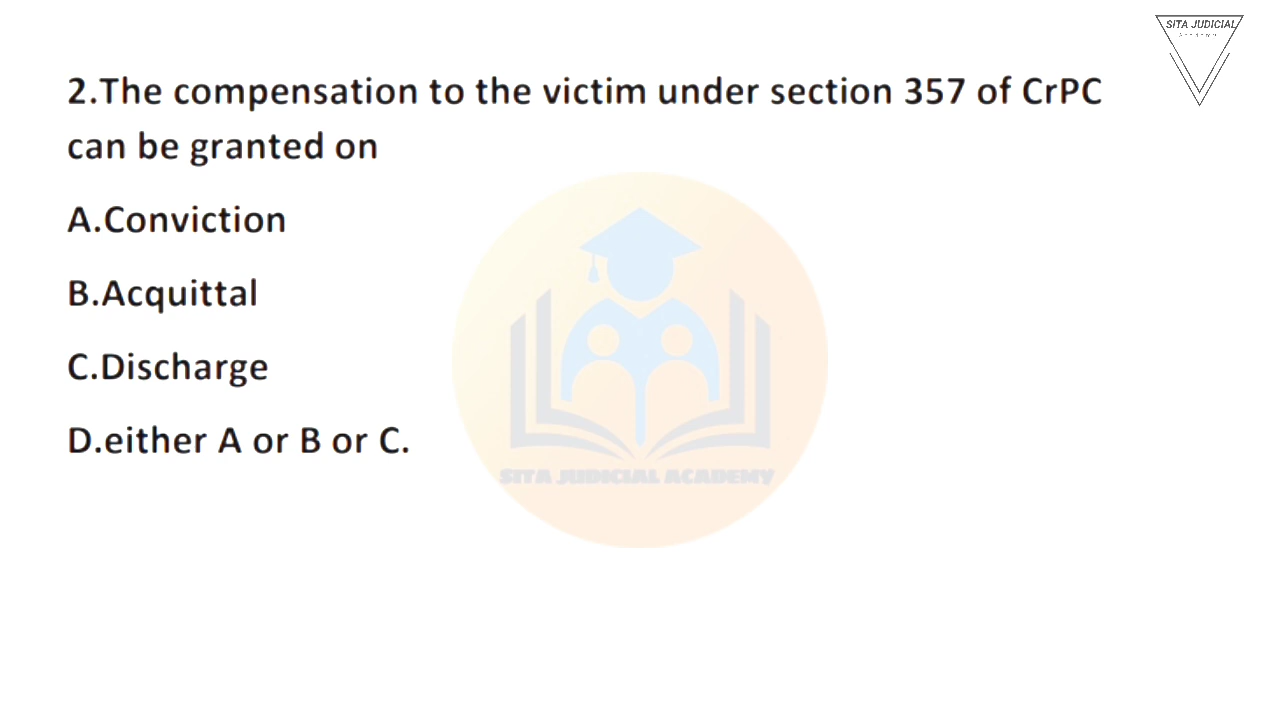 SITA JUDICIAL
Academy
2.The compensation to the victim under section 357 of CrPC
can be granted on
A.Conviction
B.Acquittal
C.Discharge
D.either A or B or C.
SITA JUDICIAL ACADEMY